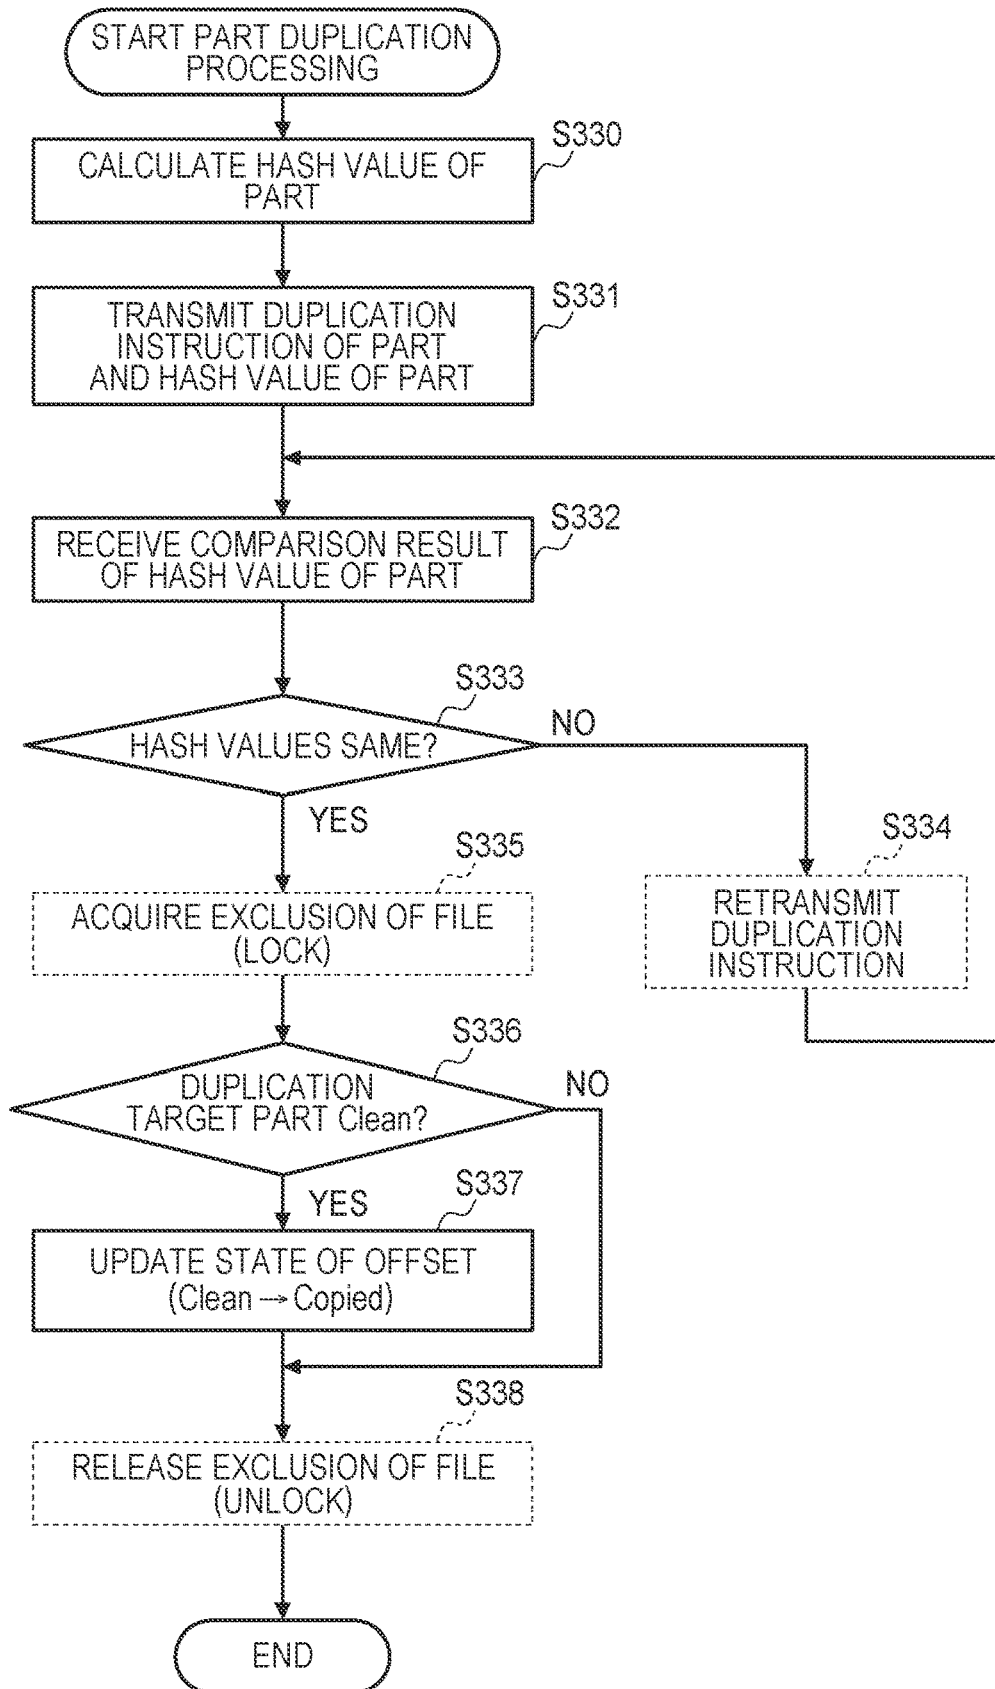 START PART DUPLICATION
PROCESSING
S330
CALCULATE HASH VALUE OF
PART
S331
TRANSMIT DUPLICATION
INSTRUCTION OF PART
AND HASH VALUE OF PART
S332
RECEIVE COMPARISON RESULT
OF HASH VALUE OF PART
S333
HASH VALUES SAME?
NO
YES
S334
RETRANSMIT
DUPLICATION
INSTRUCTION
S335
ACQUIRE EXCLUSION OF FILE
(LOCK)
S336
DUPLICATION
TARGET PART Clean?
NO
YES
S337
UPDATE STATE OF OFFSET
(Clean → Copied)
S338
RELEASE EXCLUSION OF FILE
(UNLOCK)
END